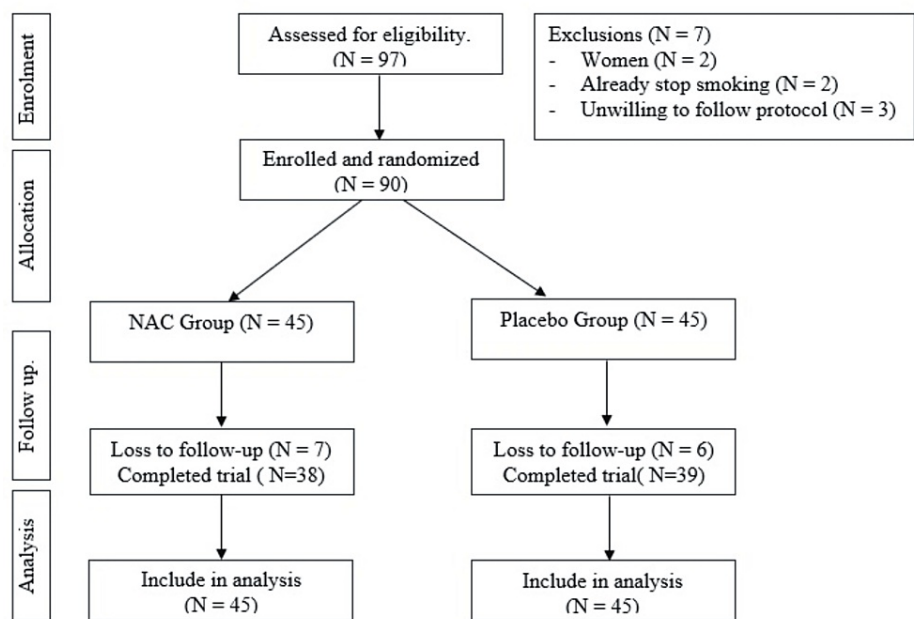 Enrolment
Assessed for eligibility.
(N = 97)
Exclusions (N = 7)
- Women (N = 2)
- Already stop smoking (N = 2)
- Unwilling to follow protocol (N = 3)
Allocation
Enrolled and randomized
(N = 90)
NAC Group (N = 45)
Placebo Group (N = 45)
Follow up.
Loss to follow-up (N = 7)
Completed trial ( N=38)
Loss to follow-up (N = 6)
Completed trial( N=39)
Analysis
Include in analysis
(N = 45)
Include in analysis
(N = 45)